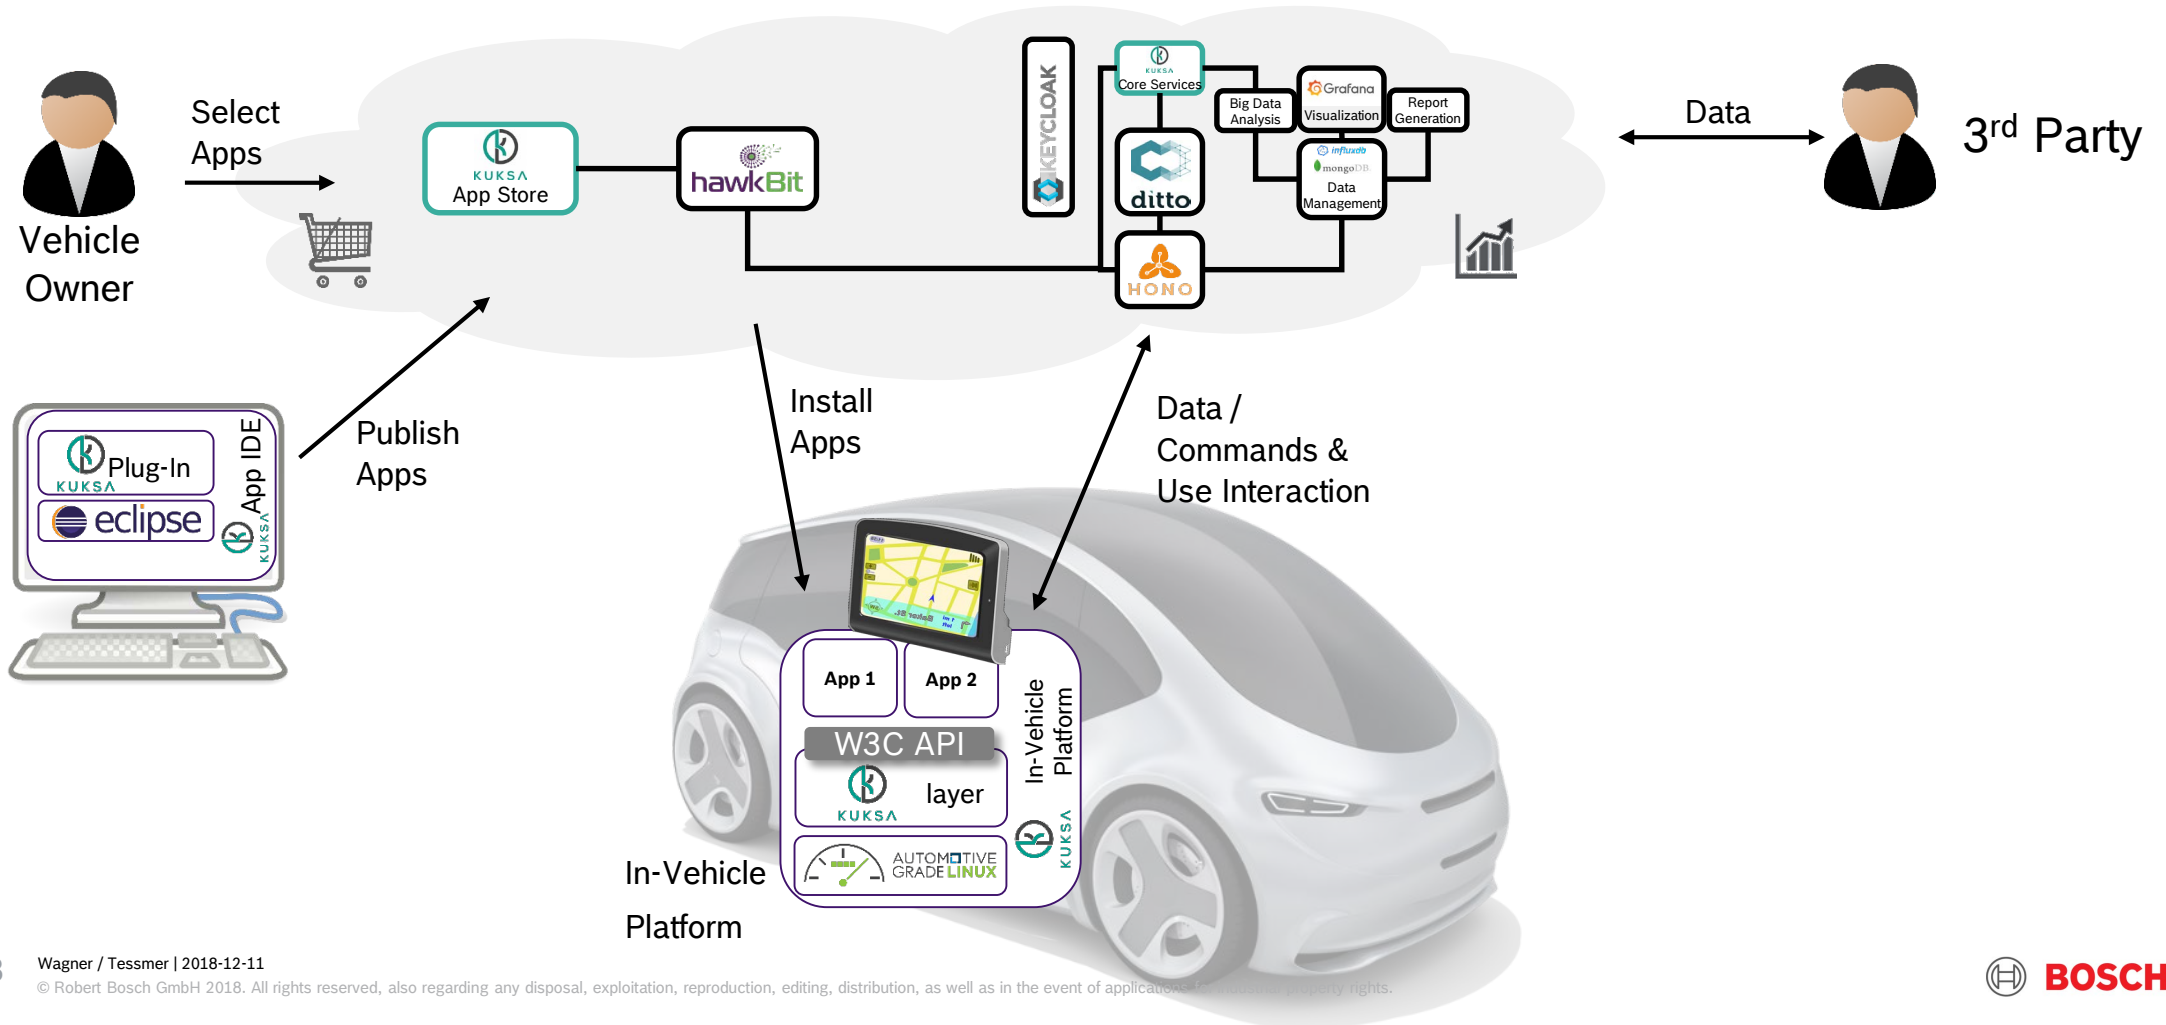 Select
Apps
Vehicle
Owner
KUKSA
App Store
hawkBit
KEYCLOAK
KUKSA
Core Services
ditto
HONO
Big Data
Analysis
Grafana
Visualization
Report
Generation
influxdb
mongoDB
Data
Management
Data
3rd Party
Plug-In
KUKSA
eclipse
App IDE
KUKSA
Publish
Apps
Install
Apps
Data /
Commands &
Use Interaction
App 1
App 2
W3C API
KUKSA
layer
AUTOMOTIVE
GRADE LINUX
In-Vehicle
Platform
KUKSA
In-Vehicle
Platform
Wagner / Tessmer | 2018-12-11
© Robert Bosch GmbH 2018. All rights reserved, also regarding any disposal, exploitation, reproduction, editing, distribution, as well as in the event of applications for industrial property rights.
BOSCH